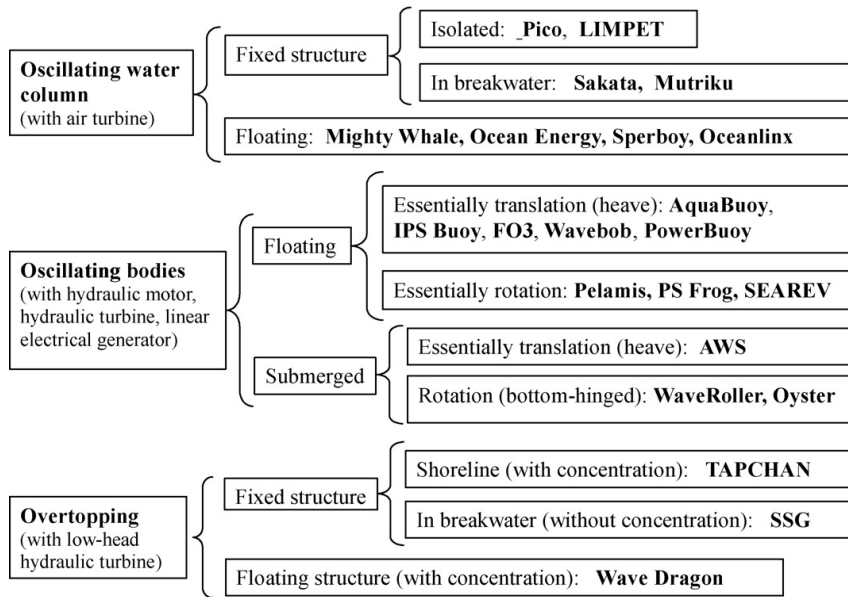 Oscillating water
column
(with air turbine)
Fixed structure
Isolated: _Pico, LIMPET
In breakwater: Sakata, Mutriku
Floating: Mighty Whale, Ocean Energy, Sperboy, Oceanlinx
Oscillating bodies
(with hydraulic motor,
hydraulic turbine, linear
electrical generator)
Floating
Essentially translation (heave): AquaBuoy,
IPS Buoy, FO3, Wavebob, PowerBuoy
Essentially rotation: Pelamis, PS Frog, SEAREV
Submerged
Essentially translation (heave): AWS
Rotation (bottom-hinged): WaveRoller, Oyster
Overtopping
(with low-head
hydraulic turbine)
Fixed structure
Shoreline (with concentration): TAPCHAN
In breakwater (without concentration): SSG
Floating structure (with concentration): Wave Dragon